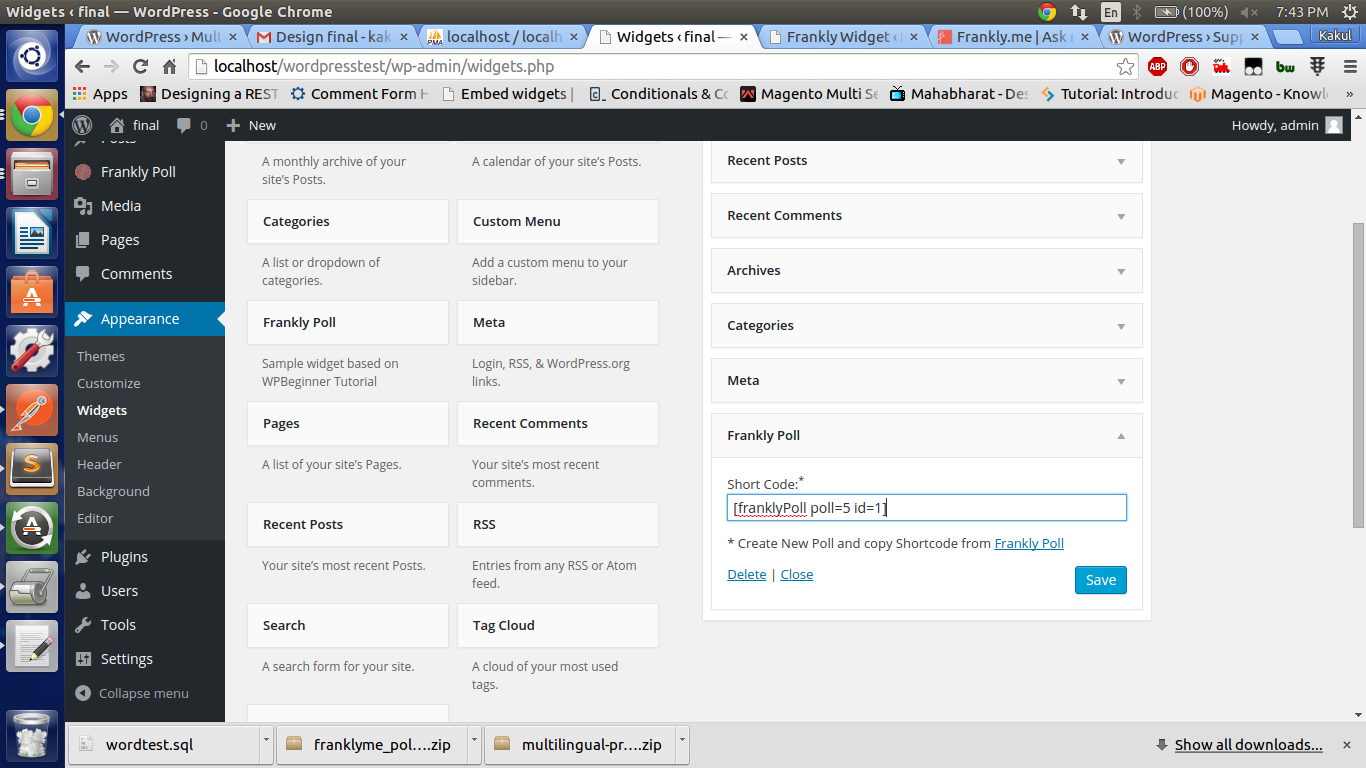 Widgets ‹ final — WordPress - Google Chrome
En
(100%)
7:43 PM
WordPress › Mult
Design final - kak
localhost / localh
Widgets ‹ final —
Frankly Widget ‹
Frankly.me | Ask
WordPress › Supp
Kakul
localhost/wordpresstest/wp-admin/widgets.php
ABP
Apps
Designing a REST
Comment Form H
Embed widgets |
Conditionals & Co
Magento Multi Se
Mahabharat - Des
Tutorial: Introduc
Magento - Knowl
»
final
0
New
Howdy, admin
Posts
Frankly Poll
Media
Pages
Comments
Appearance
Themes
Customize
Widgets
Menus
Header
Background
Editor
Plugins
Users
Tools
Settings
Collapse menu
A monthly archive of your
site’s Posts.
A calendar of your site’s Posts.
Categories
Custom Menu
A list or dropdown of
categories.
Add a custom menu to your
sidebar.
Frankly Poll
Meta
Sample widget based on
WPBeginner Tutorial
Login, RSS, & WordPress.org
links.
Pages
Recent Comments
A list of your site’s Pages.
Your site’s most recent
comments.
Recent Posts
RSS
Your site’s most recent Posts.
Entries from any RSS or Atom
feed.
Search
Tag Cloud
A search form for your site.
A cloud of your most used
tags.
Recent Posts
Recent Comments
Archives
Categories
Meta
Frankly Poll
Short Code:*
[franklyPoll poll=5 id=1]
* Create New Poll and copy Shortcode from Frankly Poll
Delete | Close
Save
wordtest.sql
franklyme_pol....zip
multilingual-pr....zip
Show all downloads...